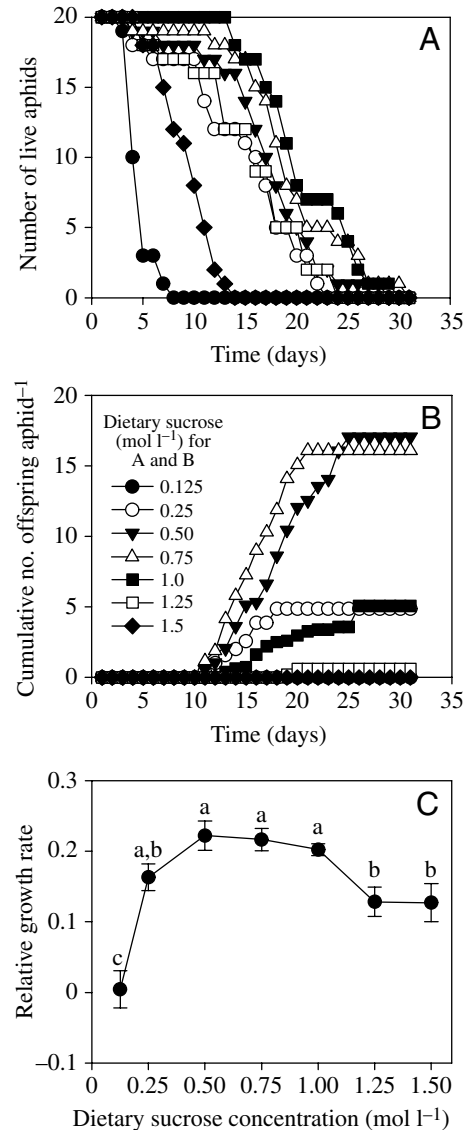 A
20
15
10
5
0
0 5 10 15 20 25 30 35
Number of live aphids
Time (days)
B
20
15
10
5
0
Dietary sucrose
(mol l⁻¹) for
A and B
0.125
0.25
0.50
0.75
1.0
1.25
1.5
0 5 10 15 20 25 30 35
Cumulative no. offspring aphid⁻¹
Time (days)
C
0.3
0.2
0.1
0
–0.1
c
a,b
a
a
a
b
b
0 0.25 0.50 0.75 1.00 1.25 1.50
Relative growth rate
Dietary sucrose concentration (mol l⁻¹)